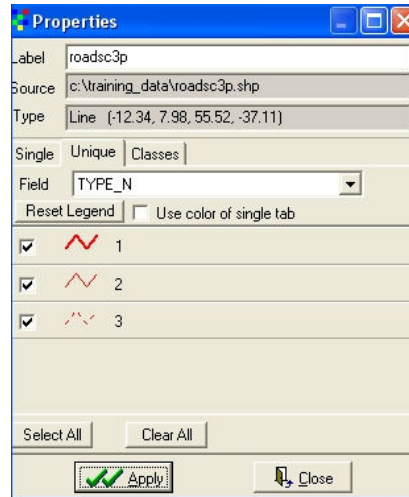 Properties
Label roadsc3p
Source c:\training_data\roadsc3p.shp
Type Line (-12.34, 7.98, 55.52, -37.11)
Single Unique Classes
Field TYPE_N
Reset Legend Use color of single tab
1
2
3
Select All Clear All
Apply Close